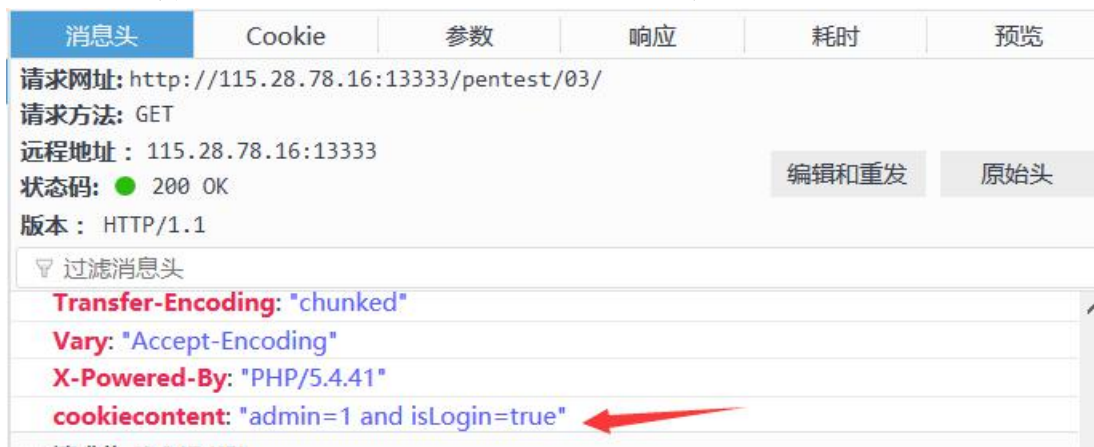 消息头 Cookie 参数 响应 耗时 预览
请求网址: http://115.28.78.16:13333/pentest/03/
请求方法: GET
远程地址： 115.28.78.16:13333
状态码: 200 OK
编辑和重发 原始头
版本： HTTP/1.1
过滤消息头
Transfer-Encoding: "chunked"
Vary: "Accept-Encoding"
X-Powered-By: "PHP/5.4.41"
cookiecontent: "admin=1 and isLogin=true"